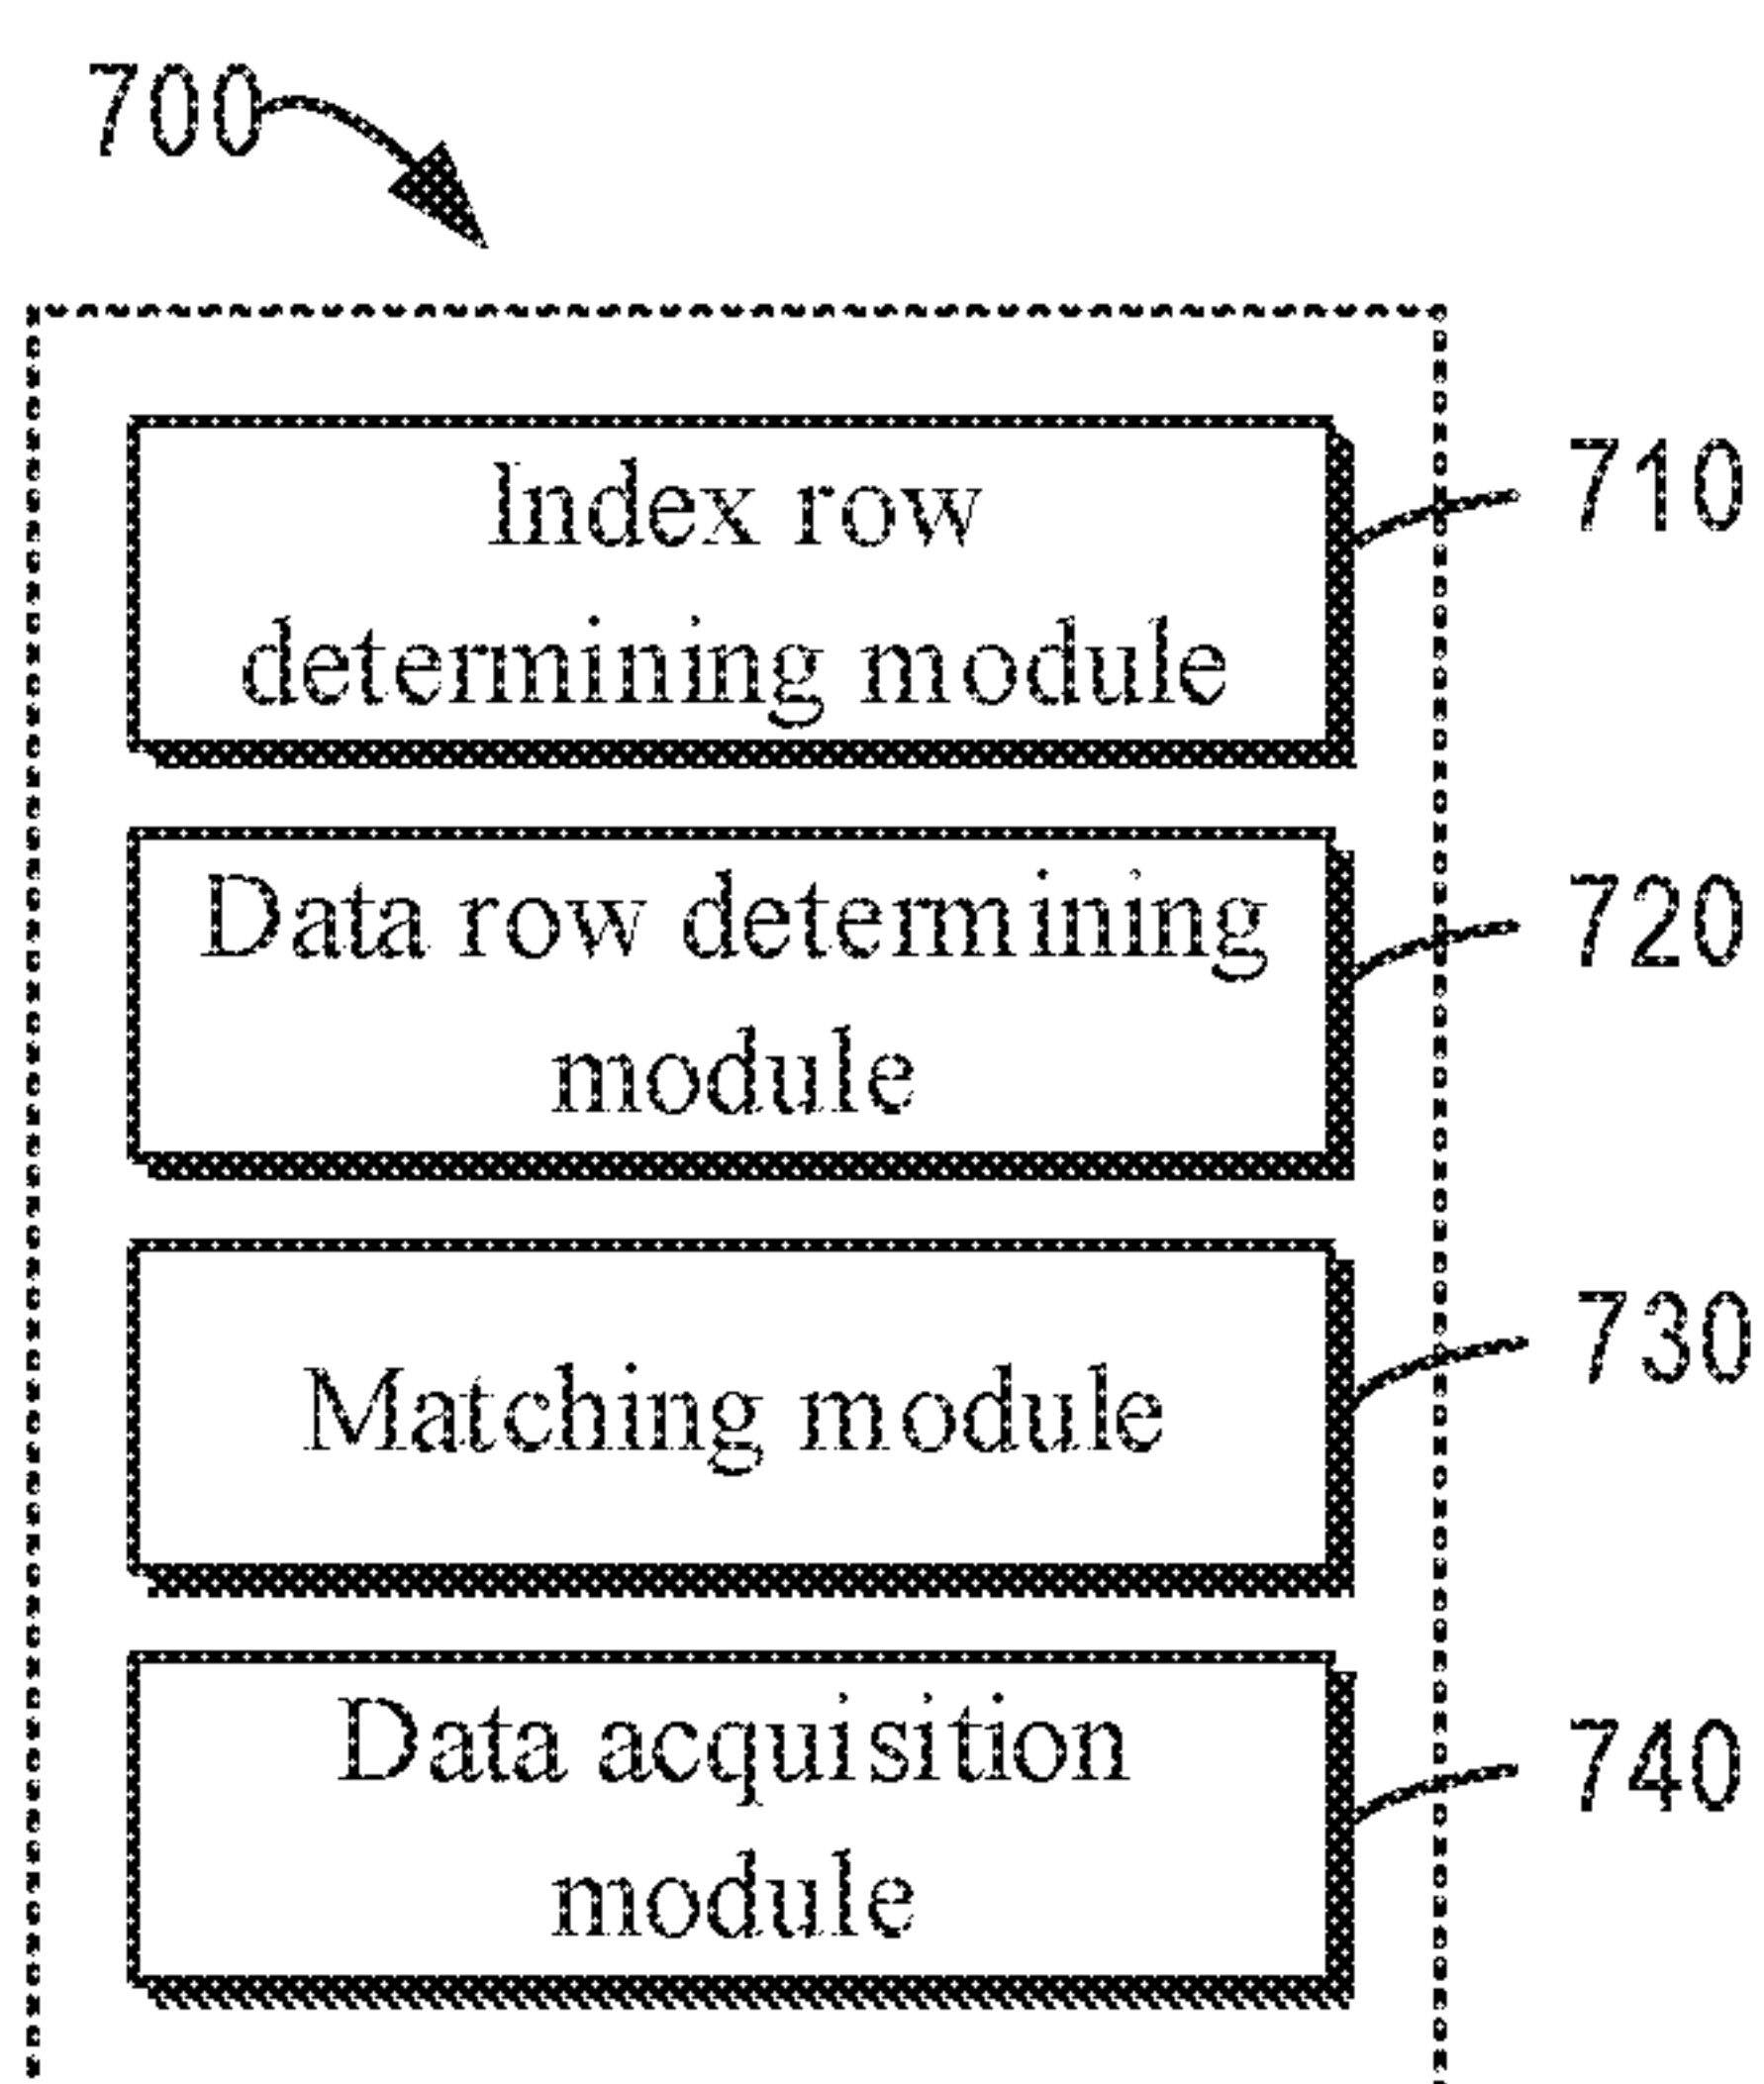 700
Index row
determining module
710
Data row determining
module
720
Matching module
730
Data acquisition
module
740